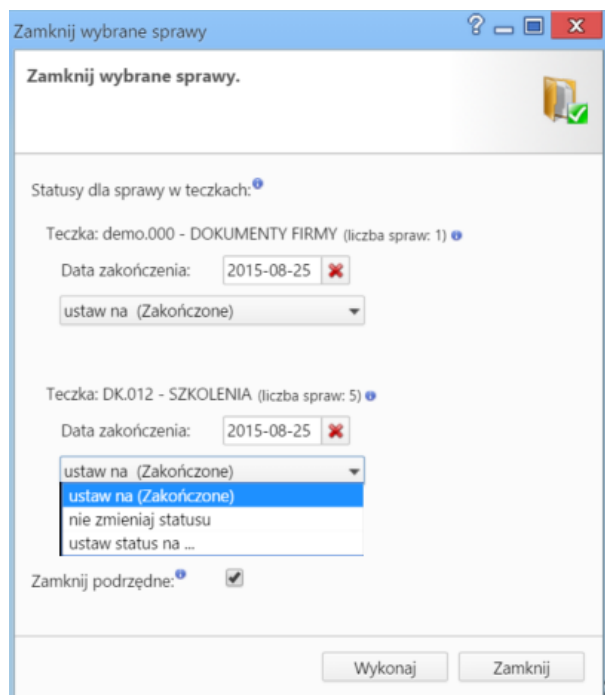 Zamknij wybrane sprawy
Zamknij wybrane sprawy.
Statusy dla sprawy w teczkach:
Teczka: demo.000 - DOKUMENTY FIRMY (liczba spraw: 1)
Data zakończenia: 2015-08-25
ustaw na (Zakończone)
Teczka: DK.012 - SZKOLENIA (liczba spraw: 5)
Data zakończenia: 2015-08-25
ustaw na (Zakończone)
ustaw na (Zakończone)
nie zmieniaj statusu
ustaw status na ...
Zamknij podrzędne:
Wykonaj Zamknij